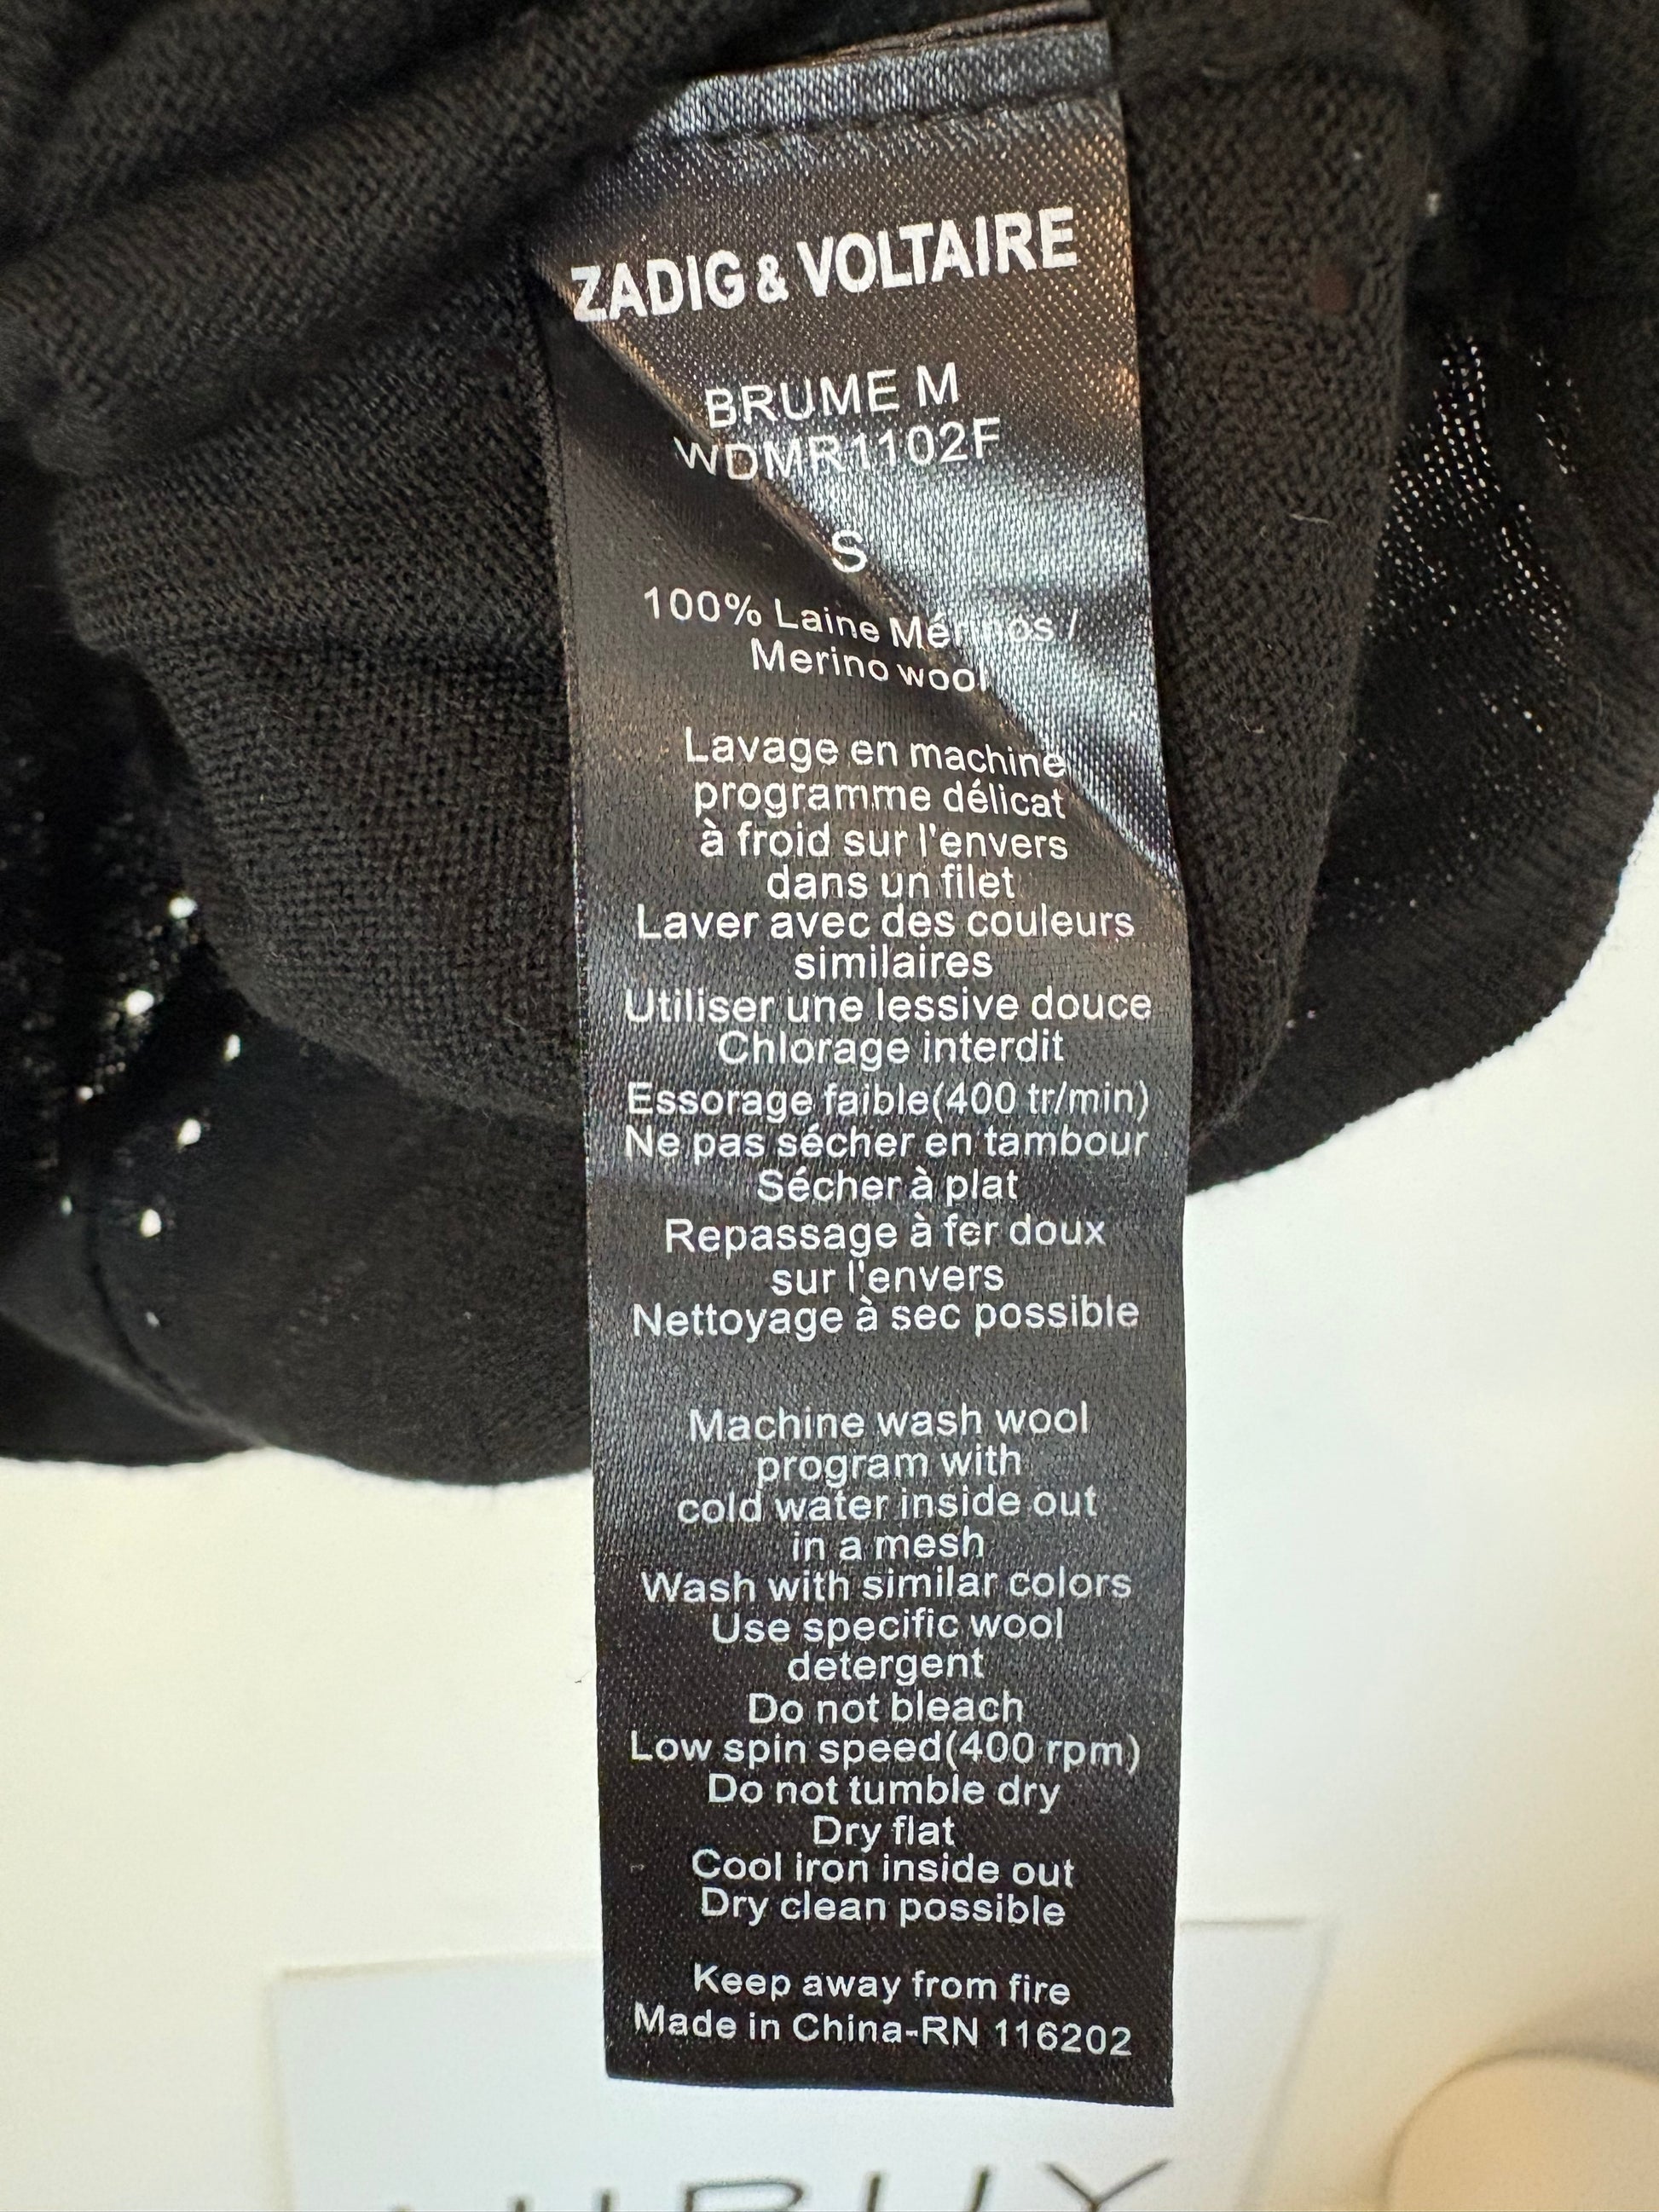 ZADIG & VOLTAIRE
BRUME M
WDMR1102F
S
100% Laine Mérinos /
Merino wool
Lavage en machine
programme délicat
à froid sur l'envers
dans un filet
Laver avec des couleurs
similaires
Utiliser une lessive douce
Chlorage interdit
Essorage faible(400 tr/min)
Ne pas sécher en tambour
Sécher à plat
Repassage à fer doux
sur l'envers
Nettoyage à sec possible
Machine wash wool
program with
cold water inside out
in a mesh
Wash with similar colors
Use specific wool
detergent
Do not bleach
Low spin speed(400 rpm)
Do not tumble dry
Dry flat
Cool iron inside out
Dry clean possible
Keep away from fire
Made in China-RN 116202